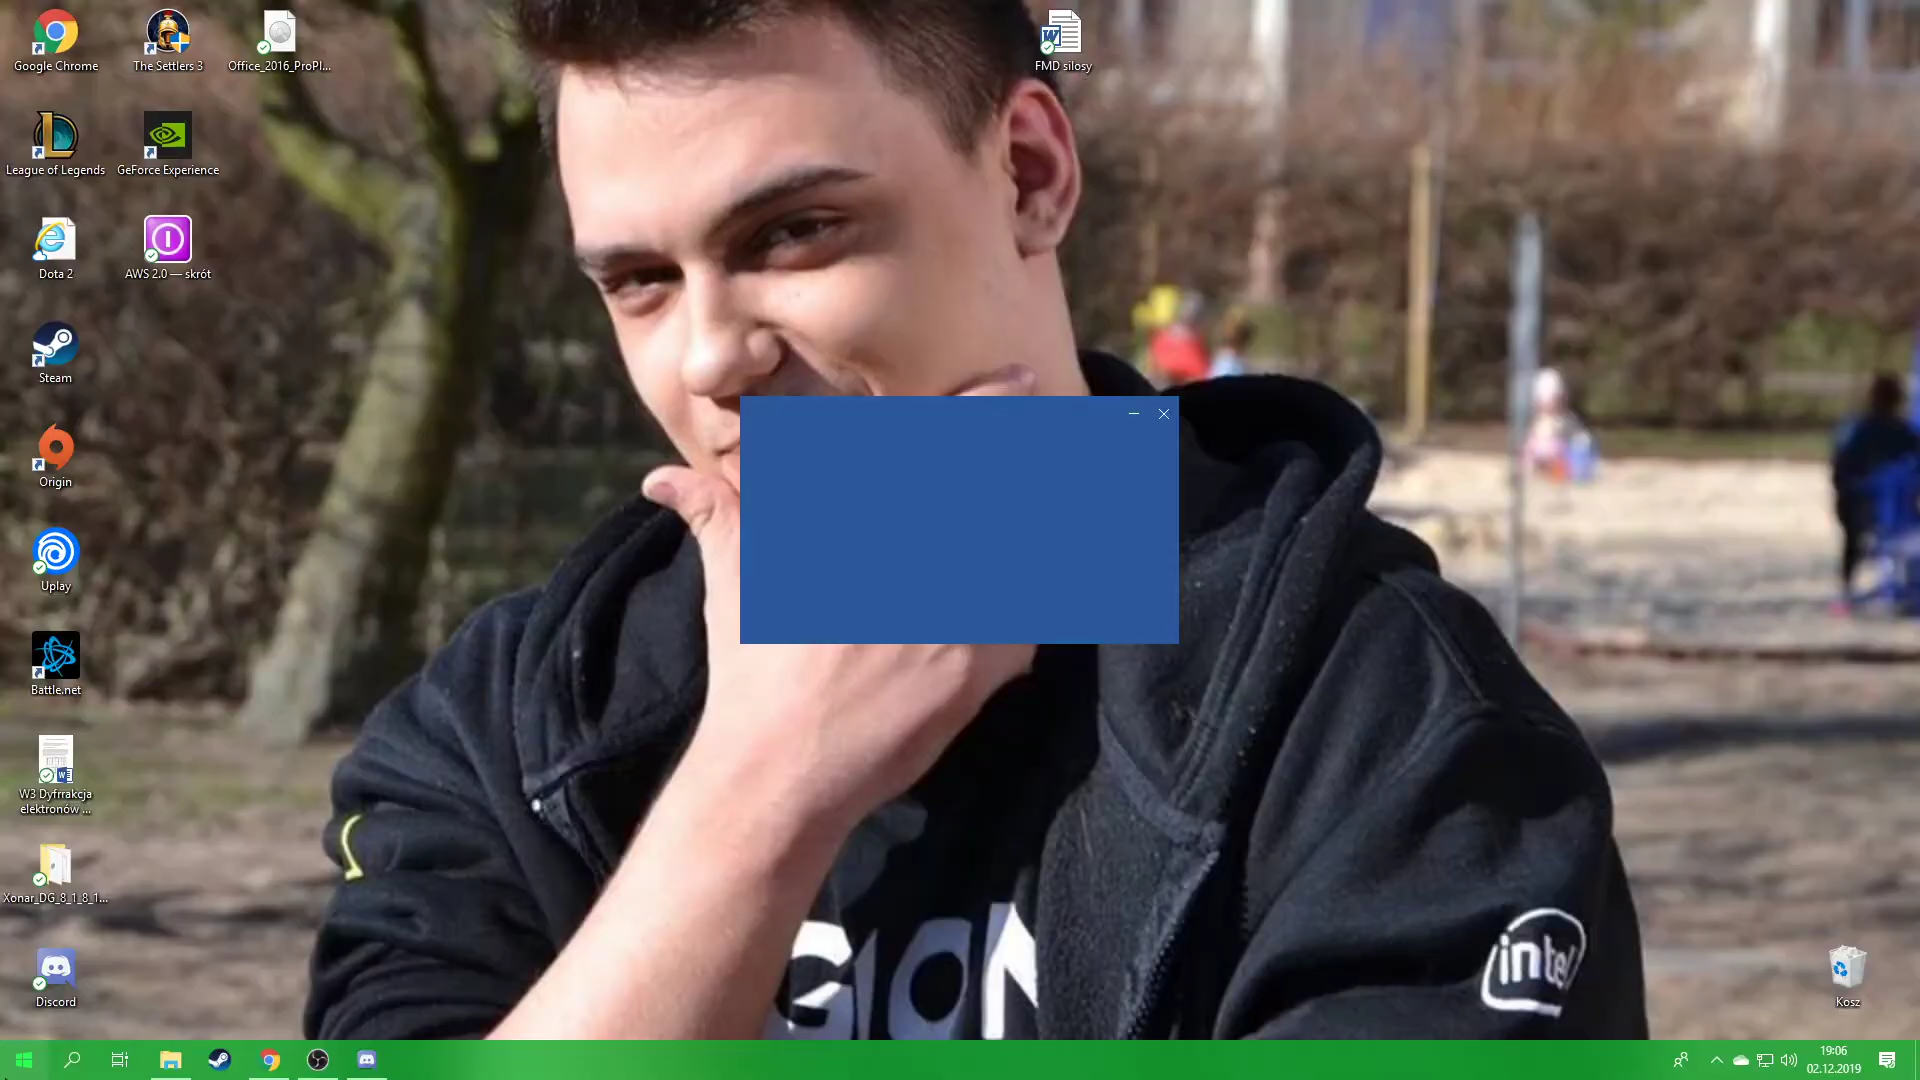 Google Chrome
The Settlers 3
Office_2016_ProPl...
FMD silosy
League of Legends
GeForce Experience
Dota 2
AWS 2.0 — skrót
Steam
Origin
Uplay
Battle.net
W3 Dyfrrakcja
elektronów ...
Xonar_DG_8_1_8_1...
Discord
intel
GION
Kosz
19:06
02.12.2019